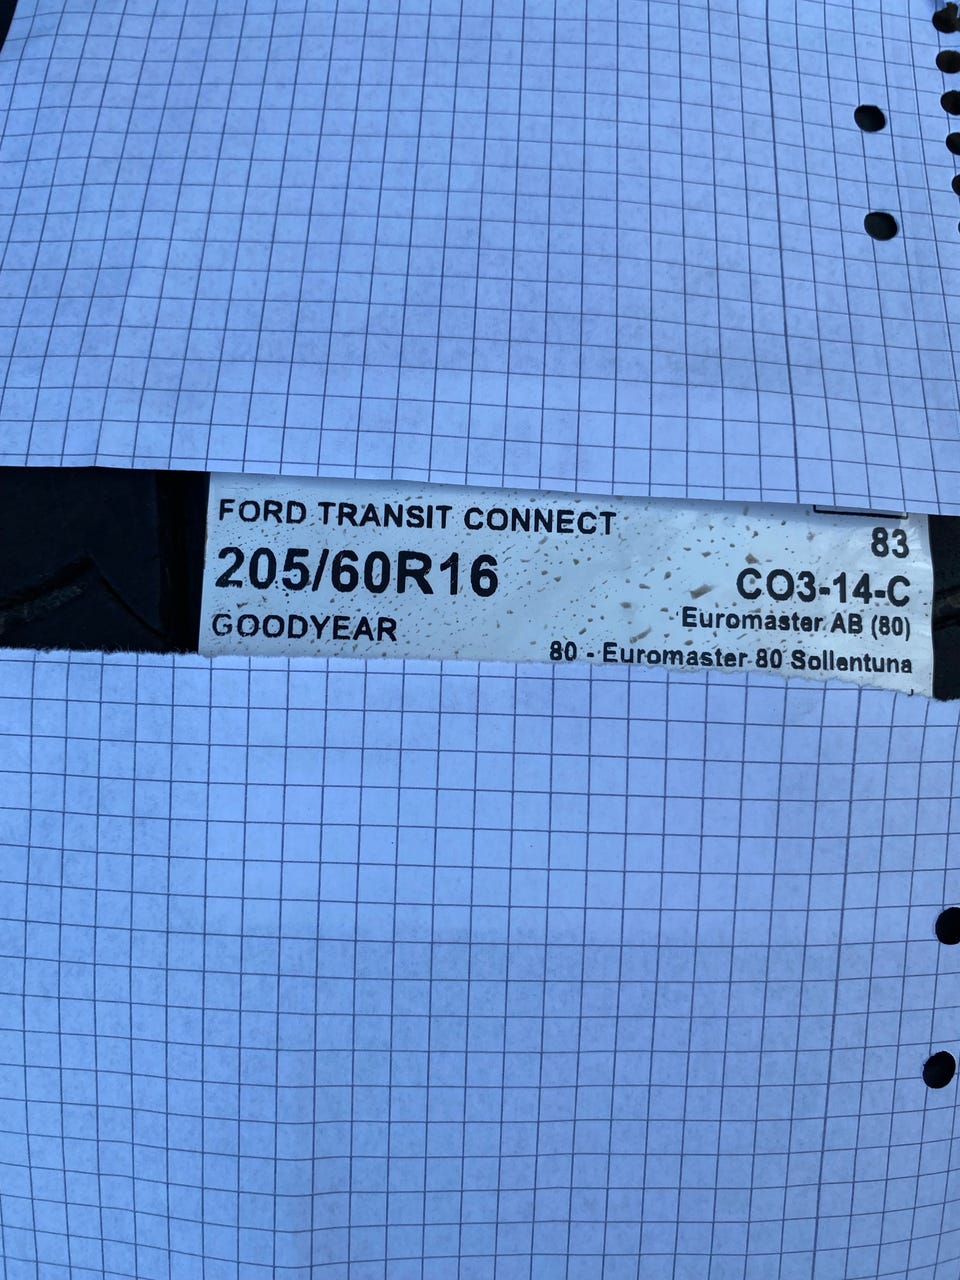 FORD TRANSIT CONNECT
83
205/60R16
CO3-14-C
GOODYEAR
Euromaster AB (80)
80 - Euromaster 80 Sollentuna